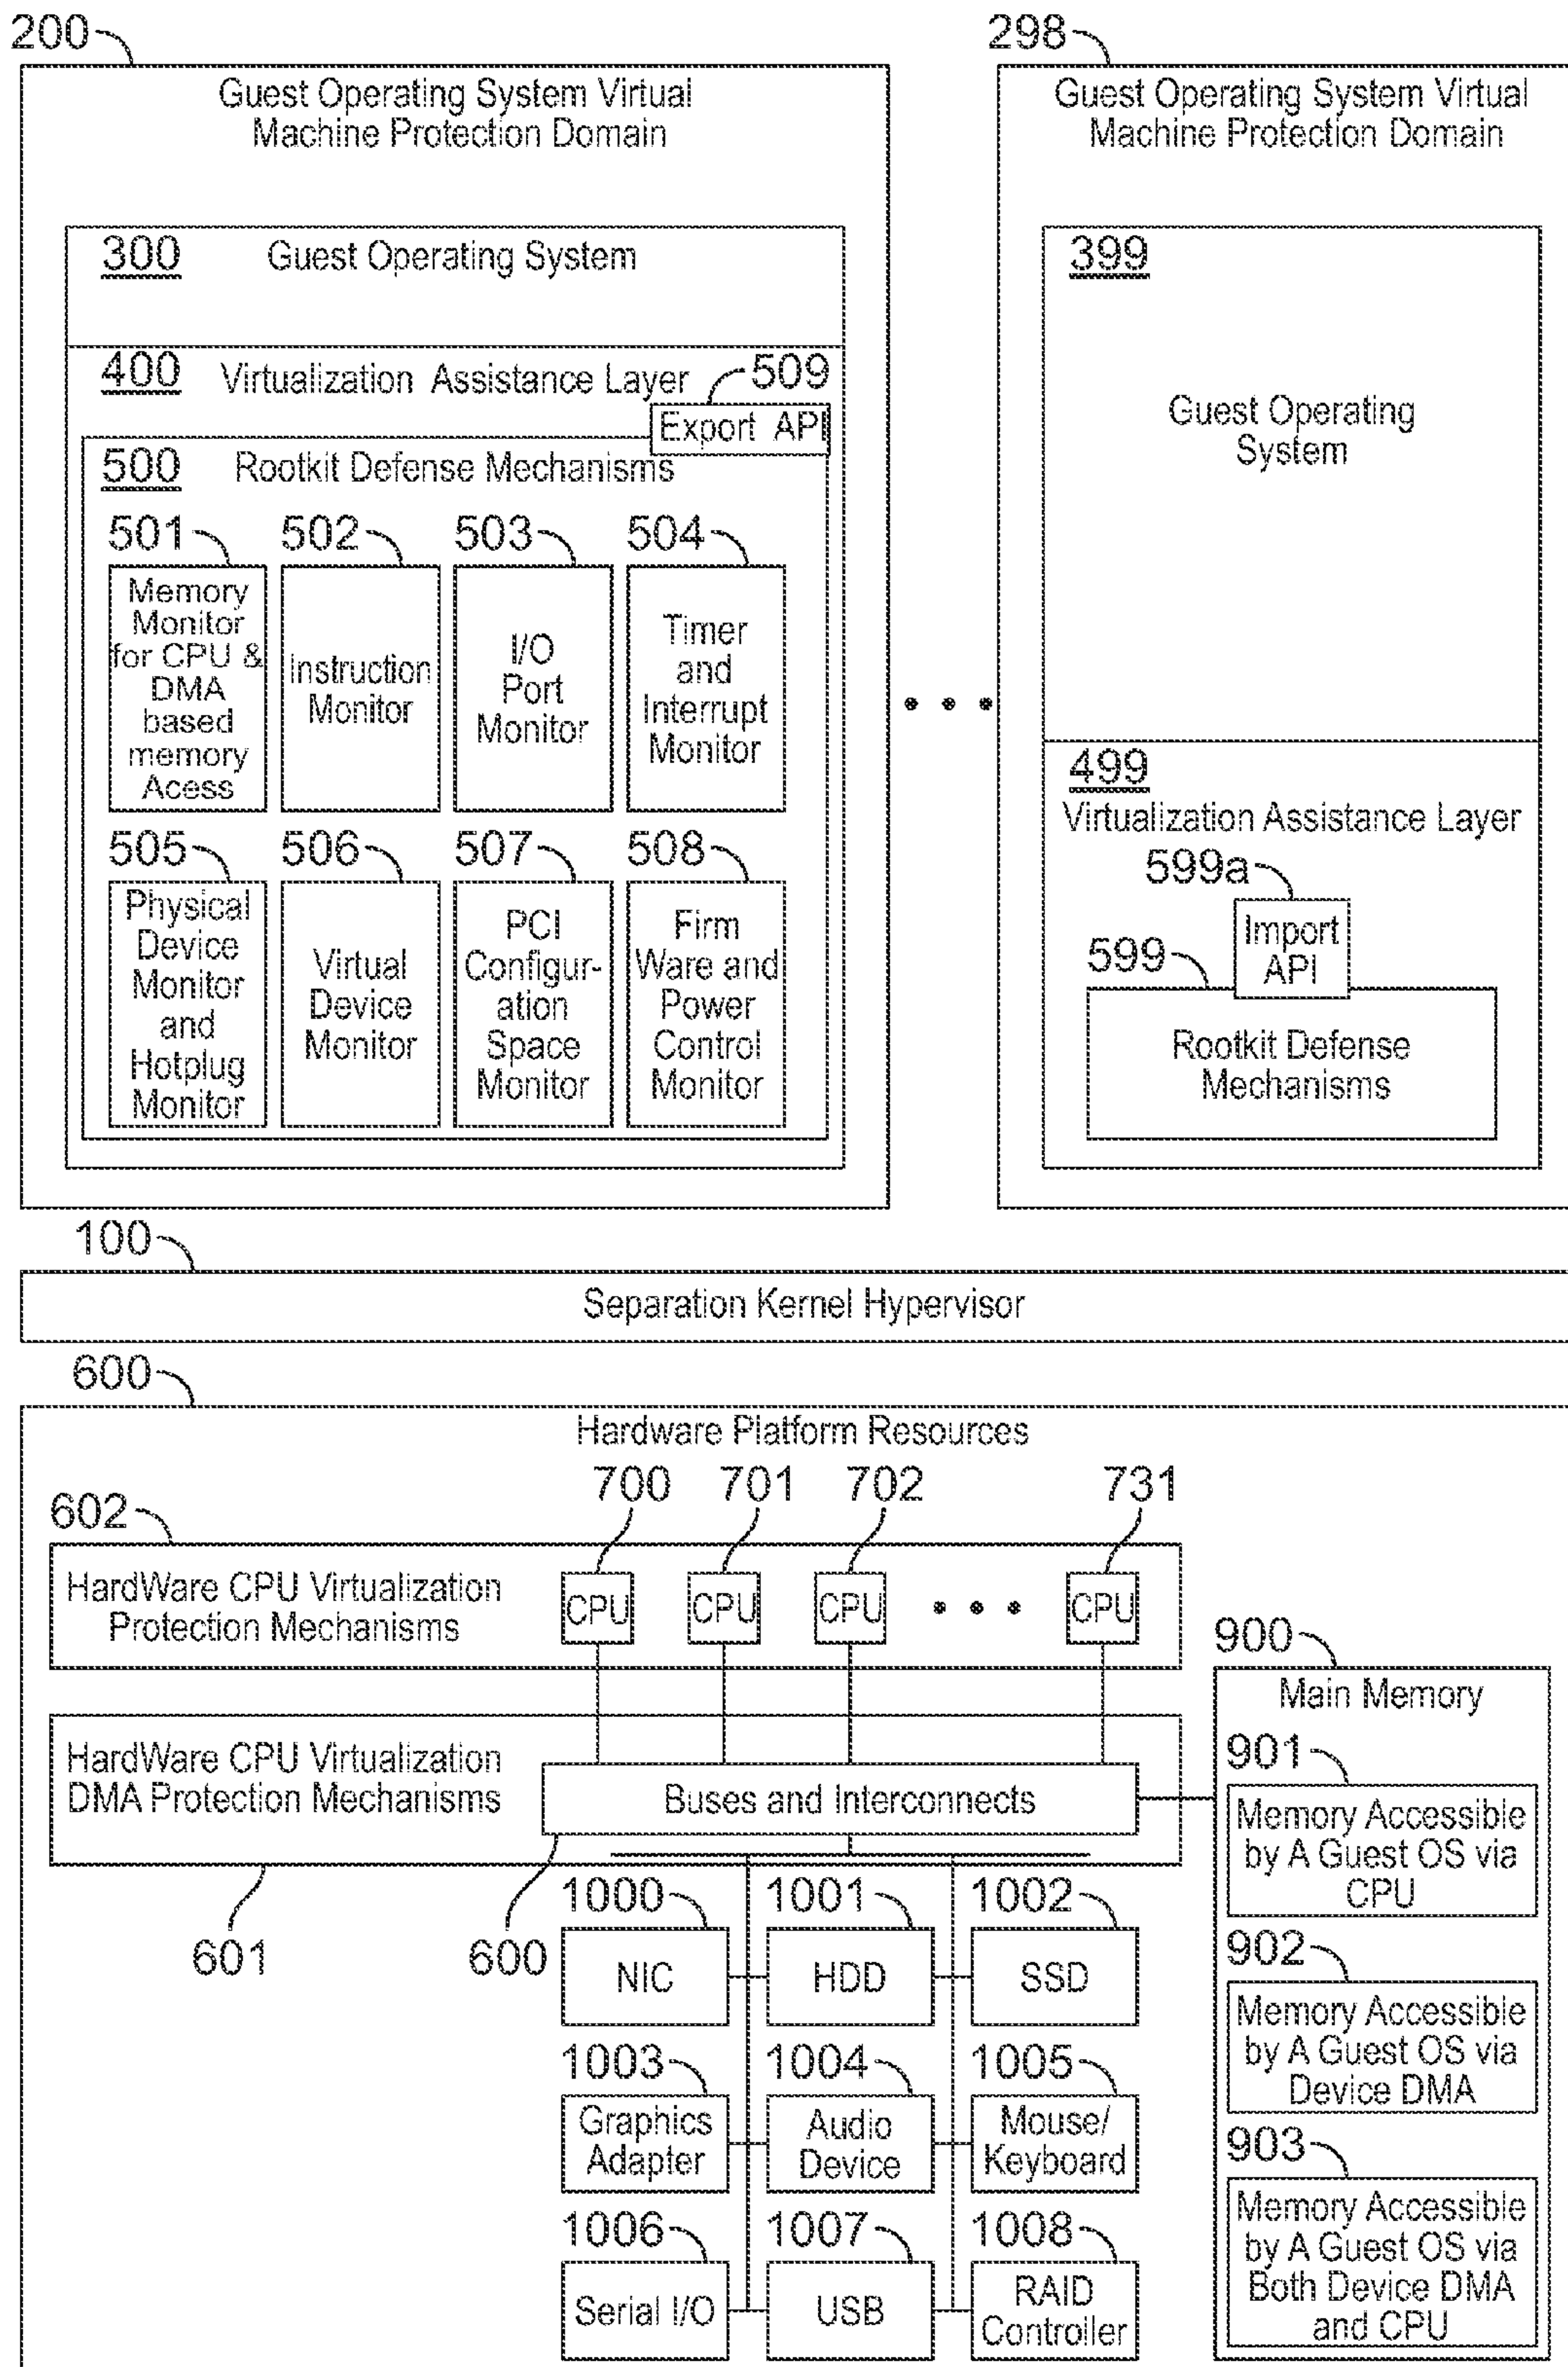 200
298
Guest Operating System Virtual
Machine Protection Domain
Guest Operating System Virtual
Machine Protection Domain
300
Guest Operating System
400
Virtualization Assistance Layer
509
Export API
500
Rootkit Defense Mechanisms
501
502
503
504
Memory
Monitor
for CPU &
DMA
based
memory
Acess
Instruction
Monitor
I/O
Port
Monitor
Timer
and
Interrupt
Monitor
505
506
507
508
Physical
Device
Monitor
and
Hotplug
Monitor
Virtual
Device
Monitor
PCI
Configur-
ation
Space
Monitor
Firm
Ware and
Power
Control
Monitor
399
Guest Operating
System
499
Virtualization Assistance Layer
599a
Import
API
599
Rootkit Defense
Mechanisms
100
Separation Kernel Hypervisor
600
Hardware Platform Resources
700
701
702
731
602
HardWare CPU Virtualization
Protection Mechanisms
CPU
CPU
CPU
CPU
HardWare CPU Virtualization
DMA Protection Mechanisms
Buses and Interconnects
601
600
900
Main Memory
901
Memory Accessible
by A Guest OS via
CPU
902
Memory Accessible
by A Guest OS via
Device DMA
903
Memory Accessible
by A Guest OS via
Both Device DMA
and CPU
1000
1001
1002
NIC
HDD
SSD
1003
1004
1005
Graphics
Adapter
Audio
Device
Mouse/
Keyboard
1006
1007
1008
Serial I/O
USB
RAID
Controller